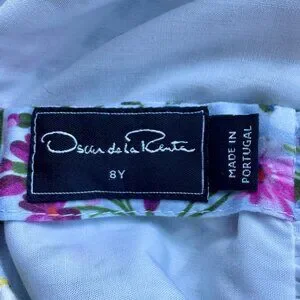 Oscar de la Renta
8Y
MADE IN
PORTUGAL